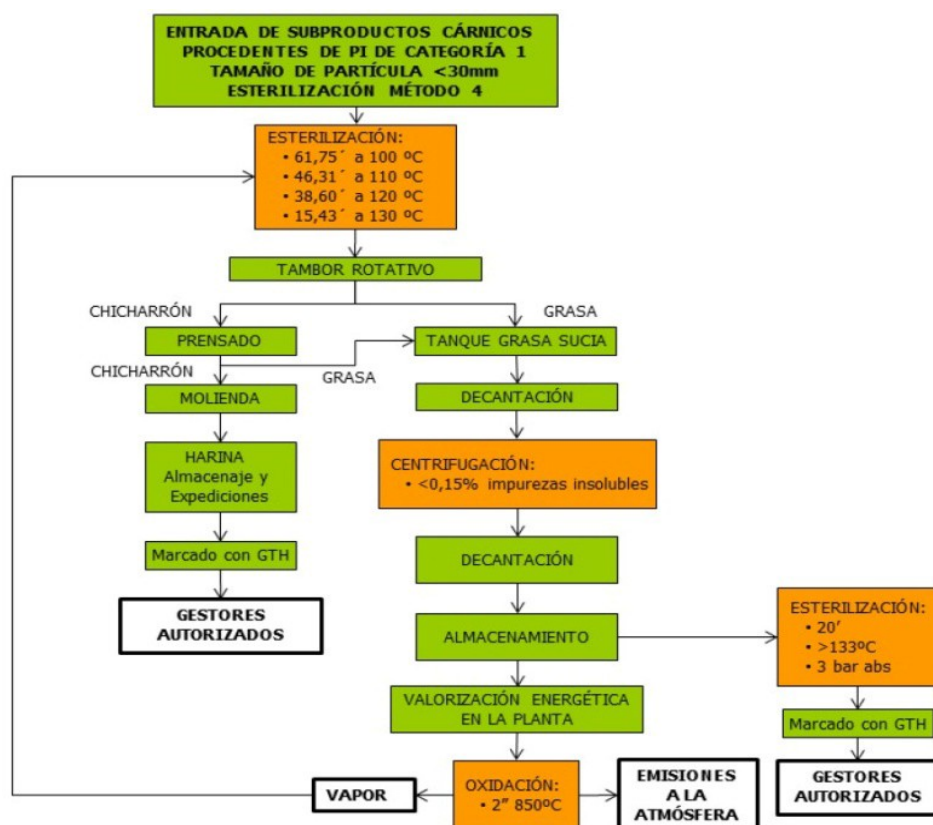 ENTRADA DE SUBPRODUCTOS CÁRNICOS
PROCEDENTES DE PI DE CATEGORÍA 1
TAMAÑO DE PARTÍCULA <30mm
ESTERILIZACIÓN MÉTODO 4
ESTERILIZACIÓN:
• 61,75´ a 100 ºC
• 46,31´ a 110 ºC
• 38,60´ a 120 ºC
• 15,43´ a 130 ºC
TAMBOR ROTATIVO
CHICHARRÓN
GRASA
PRENSADO
TANQUE GRASA SUCIA
CHICHARRÓN
GRASA
MOLIENDA
DECANTACIÓN
HARINA
Almacenaje y
Expediciones
CENTRIFUGACIÓN:
• <0,15% impurezas insolubles
Marcado con GTH
DECANTACIÓN
GESTORES
AUTORIZADOS
ALMACENAMIENTO
ESTERILIZACIÓN:
• 20’
• >133ºC
• 3 bar abs
VALORIZACIÓN ENERGÉTICA
EN LA PLANTA
Marcado con GTH
VAPOR
OXIDACIÓN:
• 2” 850ºC
EMISIONES
A LA
ATMÓSFERA
GESTORES
AUTORIZADOS